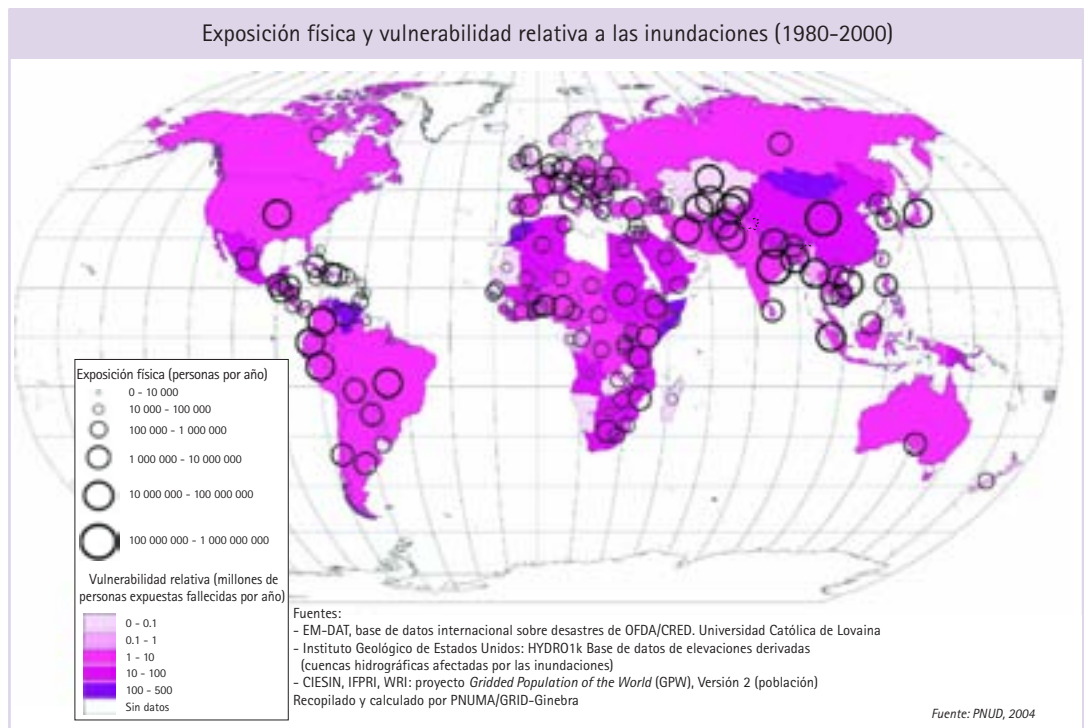 Exposición física y vulnerabilidad relativa a las inundaciones (1980-2000)
Exposición física (personas por año)
0 - 10 000
10 000 - 100 000
100 000 - 1 000 000
1 000 000 - 10 000 000
10 000 000 - 100 000 000
100 000 000 - 1 000 000 000
Vulnerabilidad relativa (millones de
personas expuestas fallecidas por año)
0 - 0.1
0.1 - 1
1 - 10
10 - 100
100 - 500
Sin datos
Fuentes:
- EM-DAT, base de datos internacional sobre desastres de OFDA/CRED. Universidad Católica de Lovaina
- Instituto Geológico de Estados Unidos: HYDRO1k Base de datos de elevaciones derivadas
(cuencas hidrográficas afectadas por las inundaciones)
- CIESIN, IFPRI, WRI: proyecto Gridded Population of the World (GPW), Versión 2 (población)
Recopilado y calculado por PNUMA/GRID-Ginebra
Fuente: PNUD, 2004